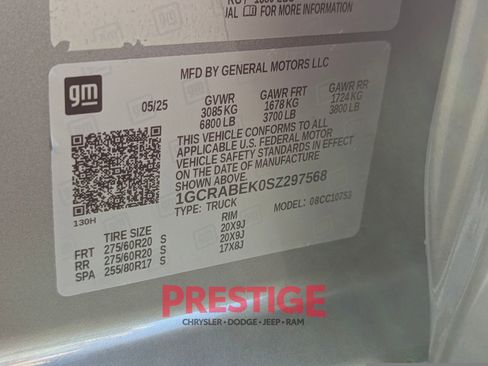 UAL FOR MORE INFORMATION
gm
MFD BY GENERAL MOTORS LLC
05/25 GVWR GAWR FRT GAWR RR
3085 KG 1678 KG 1724 KG
6800 LB 3700 LB 3800 LB
THIS VEHICLE CONFORMS TO ALL
APPLICABLE U.S. FEDERAL MOTOR
VEHICLE SAFETY STANDARDS IN EFFECT
ON THE DATE OF MANUFACTURE
1GCRABEK0SZ297568
TYPE: TRUCK MODEL: 08CC10753
130H
TIRE SIZE RIM
FRT 275/60R20 S 20X9J
RR 275/60R20 S 20X9J
SPA 255/80R17 S 17X8J
PRESTIGE
CHRYSLER • DODGE • JEEP • RAM